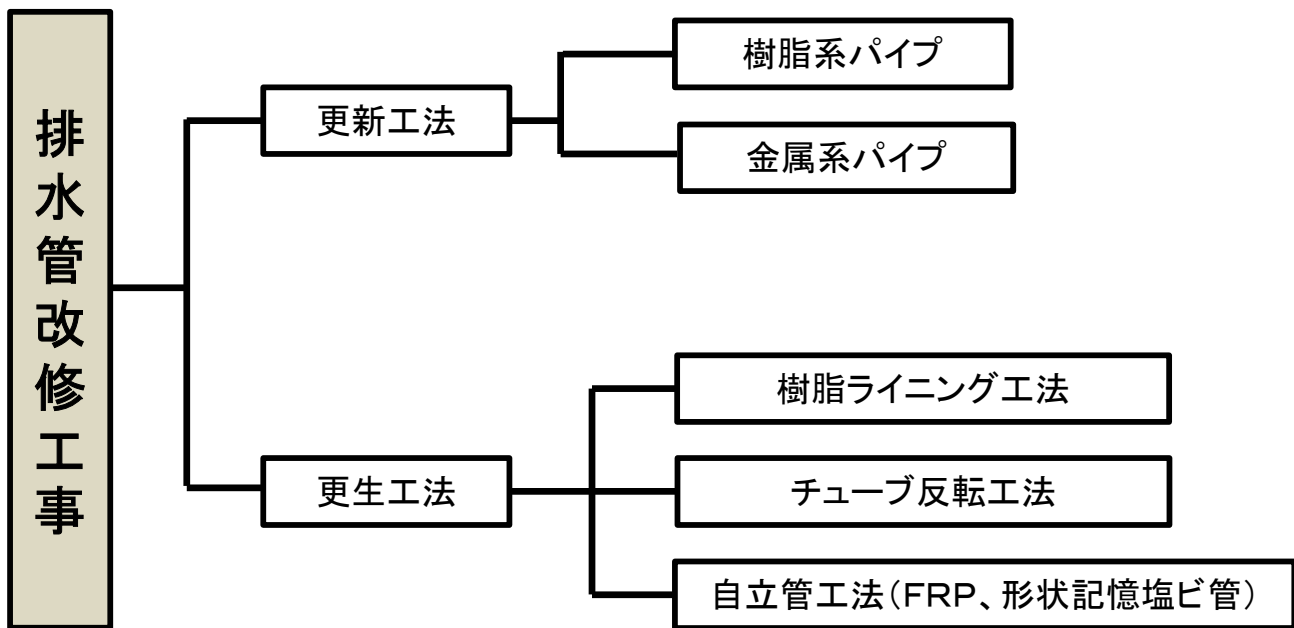 排水管改修工事
更新工法
樹脂系パイプ
金属系パイプ
更生工法
樹脂ライニング工法
チューブ反転工法
自立管工法(FRP、形状記憶塩ビ管)